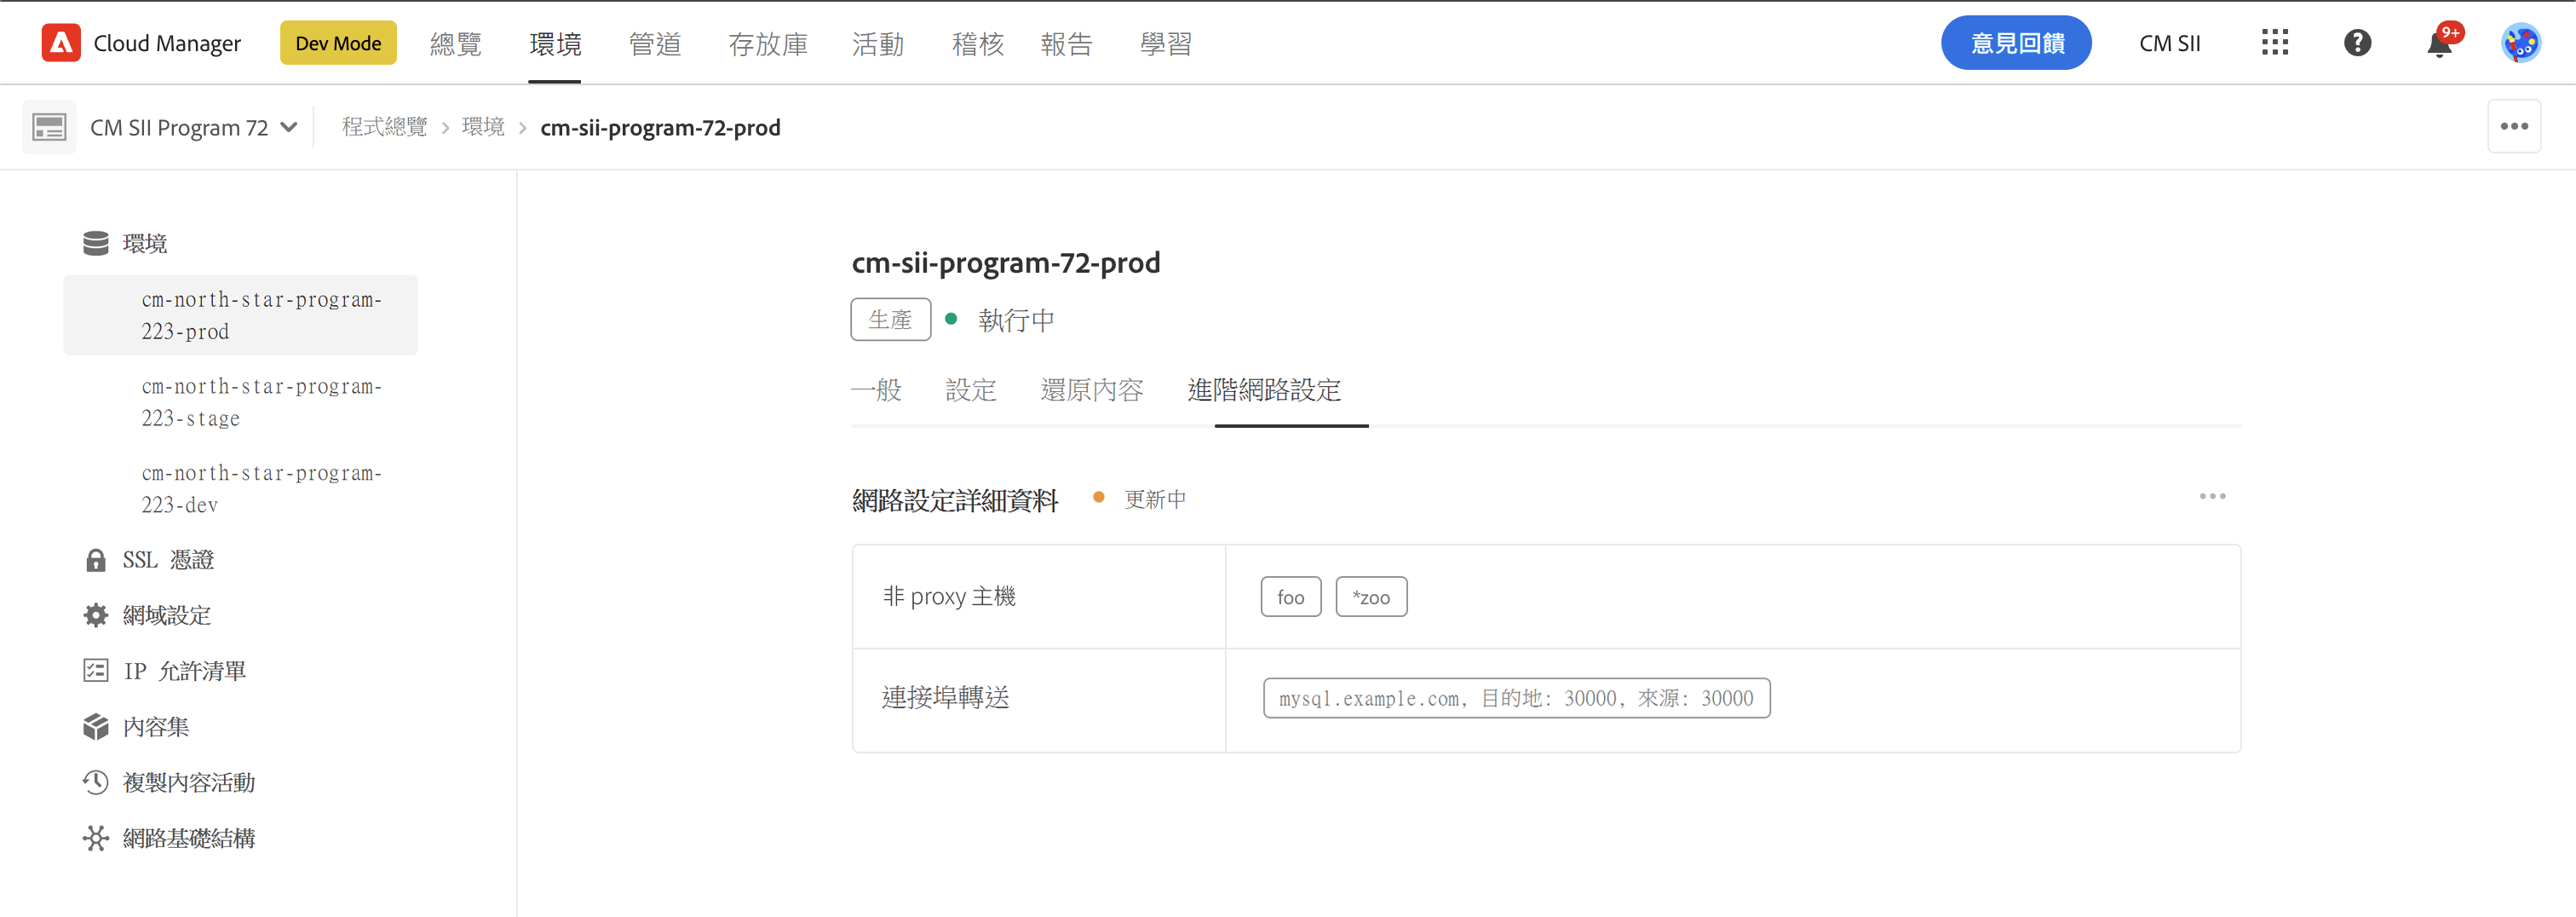 Cloud Manager Dev Mode 總覽 環境 管道 存放庫 活動 稽核 報告 學習 意見回饋 CM SII 9+
CM SII Program 72 程式總覽 環境 cm-sii-program-72-prod
環境
cm-north-star-program-
223-prod
cm-north-star-program-
223-stage
cm-north-star-program-
223-dev
SSL 憑證
網域設定
IP 允許清單
內容集
複製內容活動
網路基礎結構
cm-sii-program-72-prod
生產 執行中
一般 設定 還原內容 進階網路設定
網路設定詳細資料 更新中
非 proxy 主機 foo *zoo
連接埠轉送 mysql.example.com, 目的地: 30000, 來源: 30000